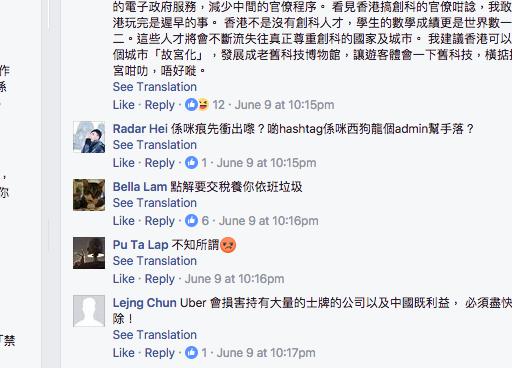 的電子政府服務，減少中間的官僚程序。 看見香港搞創科的官僚咁諗，我敢
港玩完是遲早的事。 香港不是沒有創科人才，學生的數學成績更是世界數一
二。這些人才將會不斷流失往真正尊重創科的國家及城市。 我建議香港可以
個城市「故宮化」，發展成老舊科技博物館，讓遊客體會一下舊科技，橫掂
宮咁叻，唔好嘥。
See Translation
Like · Reply · 12 · June 9 at 10:15pm
Radar Hei 係咪痕先衝出嚟？啲hashtag係咪西狗龍個admin幫手落？
See Translation
Like · Reply · 1 · June 9 at 10:15pm
Bella Lam 點解要交稅養你依班垃圾
See Translation
Like · Reply · 6 · June 9 at 10:16pm
Pu Ta Lap 不知所謂😡
See Translation
Like · Reply · June 9 at 10:16pm
Lejng Chun Uber 會損害持有大量的士牌的公司以及中國既利益， 必須盡快
除！
See Translation
Like · Reply · 1 · June 9 at 10:17pm
作
係
。
，
你
「禁